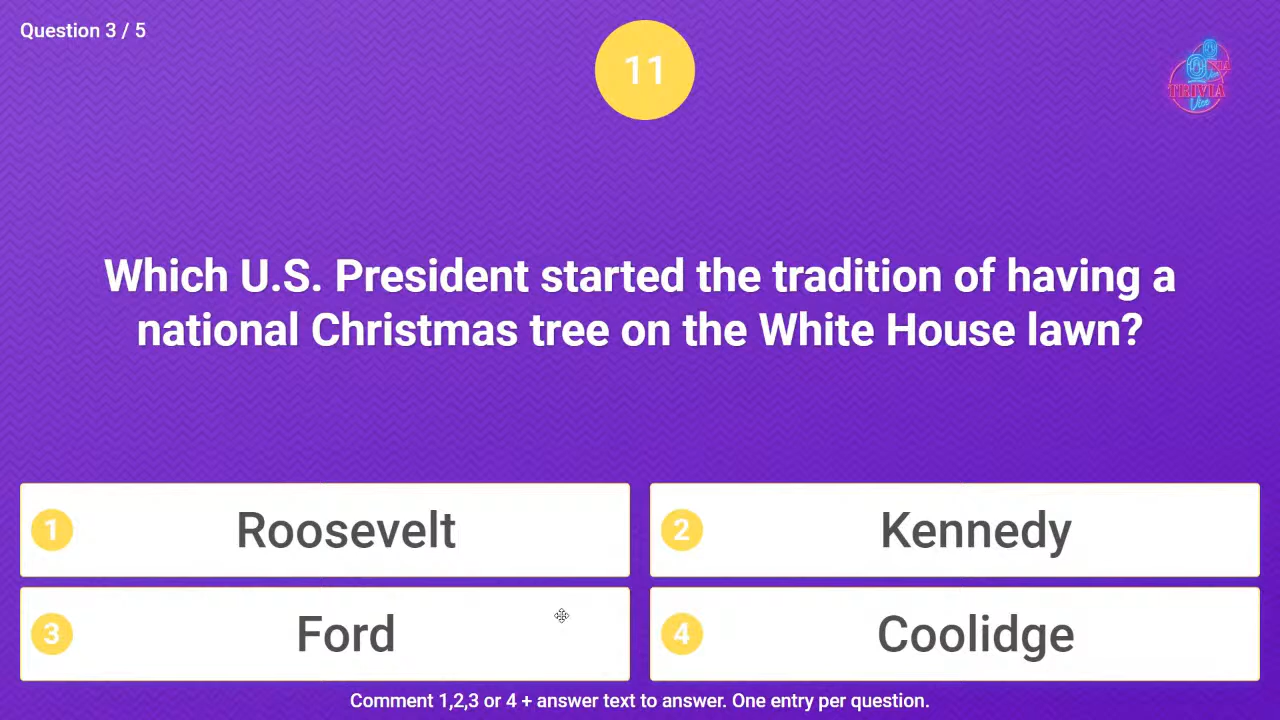 Question 3 / 5
11
TRIVIA
Vice
Which U.S. President started the tradition of having a
national Christmas tree on the White House lawn?
1 Roosevelt
2 Kennedy
3 Ford
4 Coolidge
Comment 1,2,3 or 4 + answer text to answer. One entry per question.